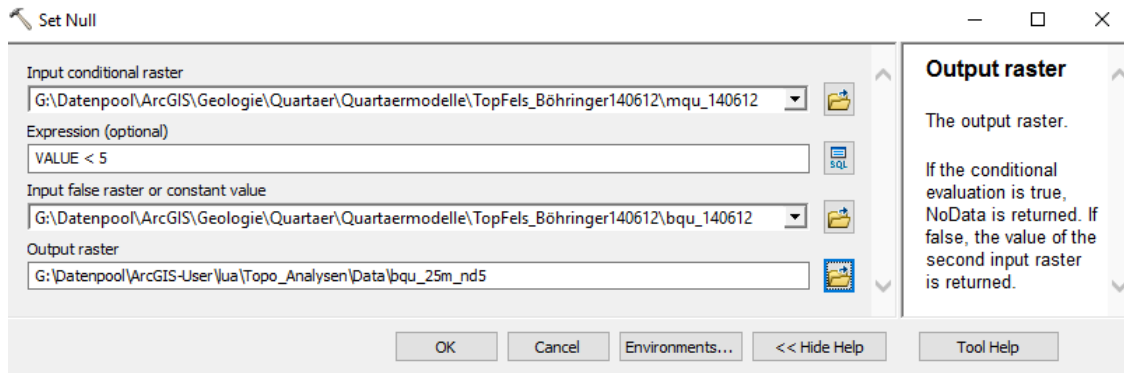 Set Null
Input conditional raster
G:\Datenpool\ArcGIS\Geologie\Quartaer\Quartaermodelle\TopFels_Böhringer140612\mqu_140612
Expression (optional)
VALUE < 5
SQL
Input false raster or constant value
G:\Datenpool\ArcGIS\Geologie\Quartaer\Quartaermodelle\TopFels_Böhringer140612\bqu_140612
Output raster
G:\Datenpool\ArcGIS-User\lua\Topo_Analysen\Data\bqu_25m_nd5
OK
Cancel
Environments...
<< Hide Help
Output raster
The output raster.
If the conditional
evaluation is true,
NoData is returned. If
false, the value of the
second input raster
is returned.
Tool Help